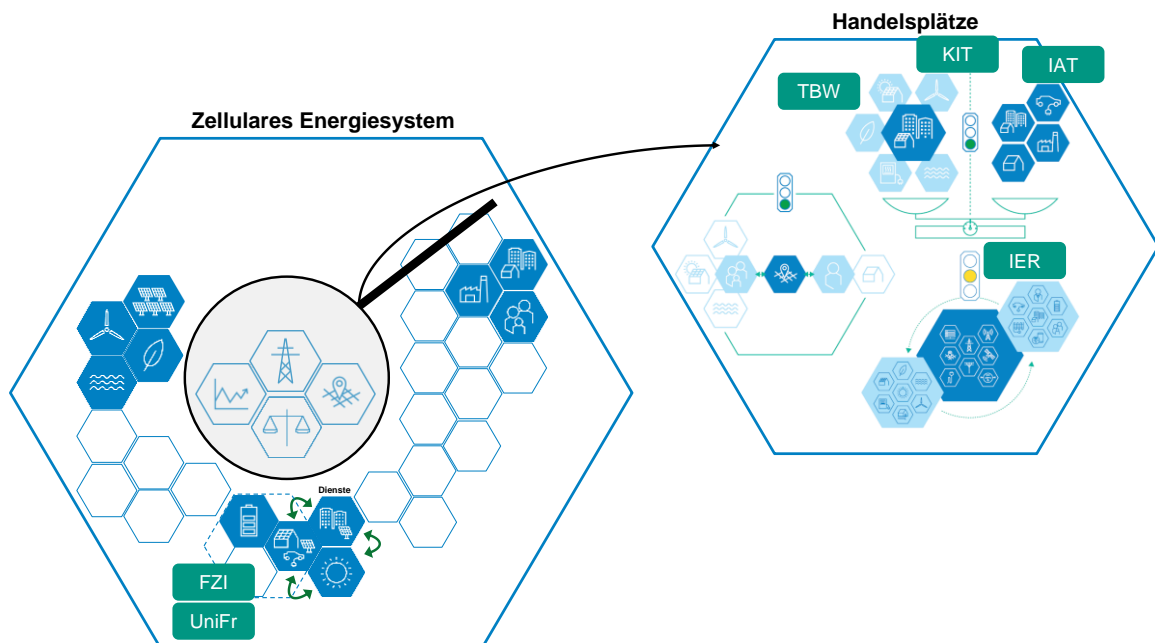 Handelsplätze
KIT
IAT
TBW
Zellulares Energiesystem
IER
Dienste
FZI
UniFr